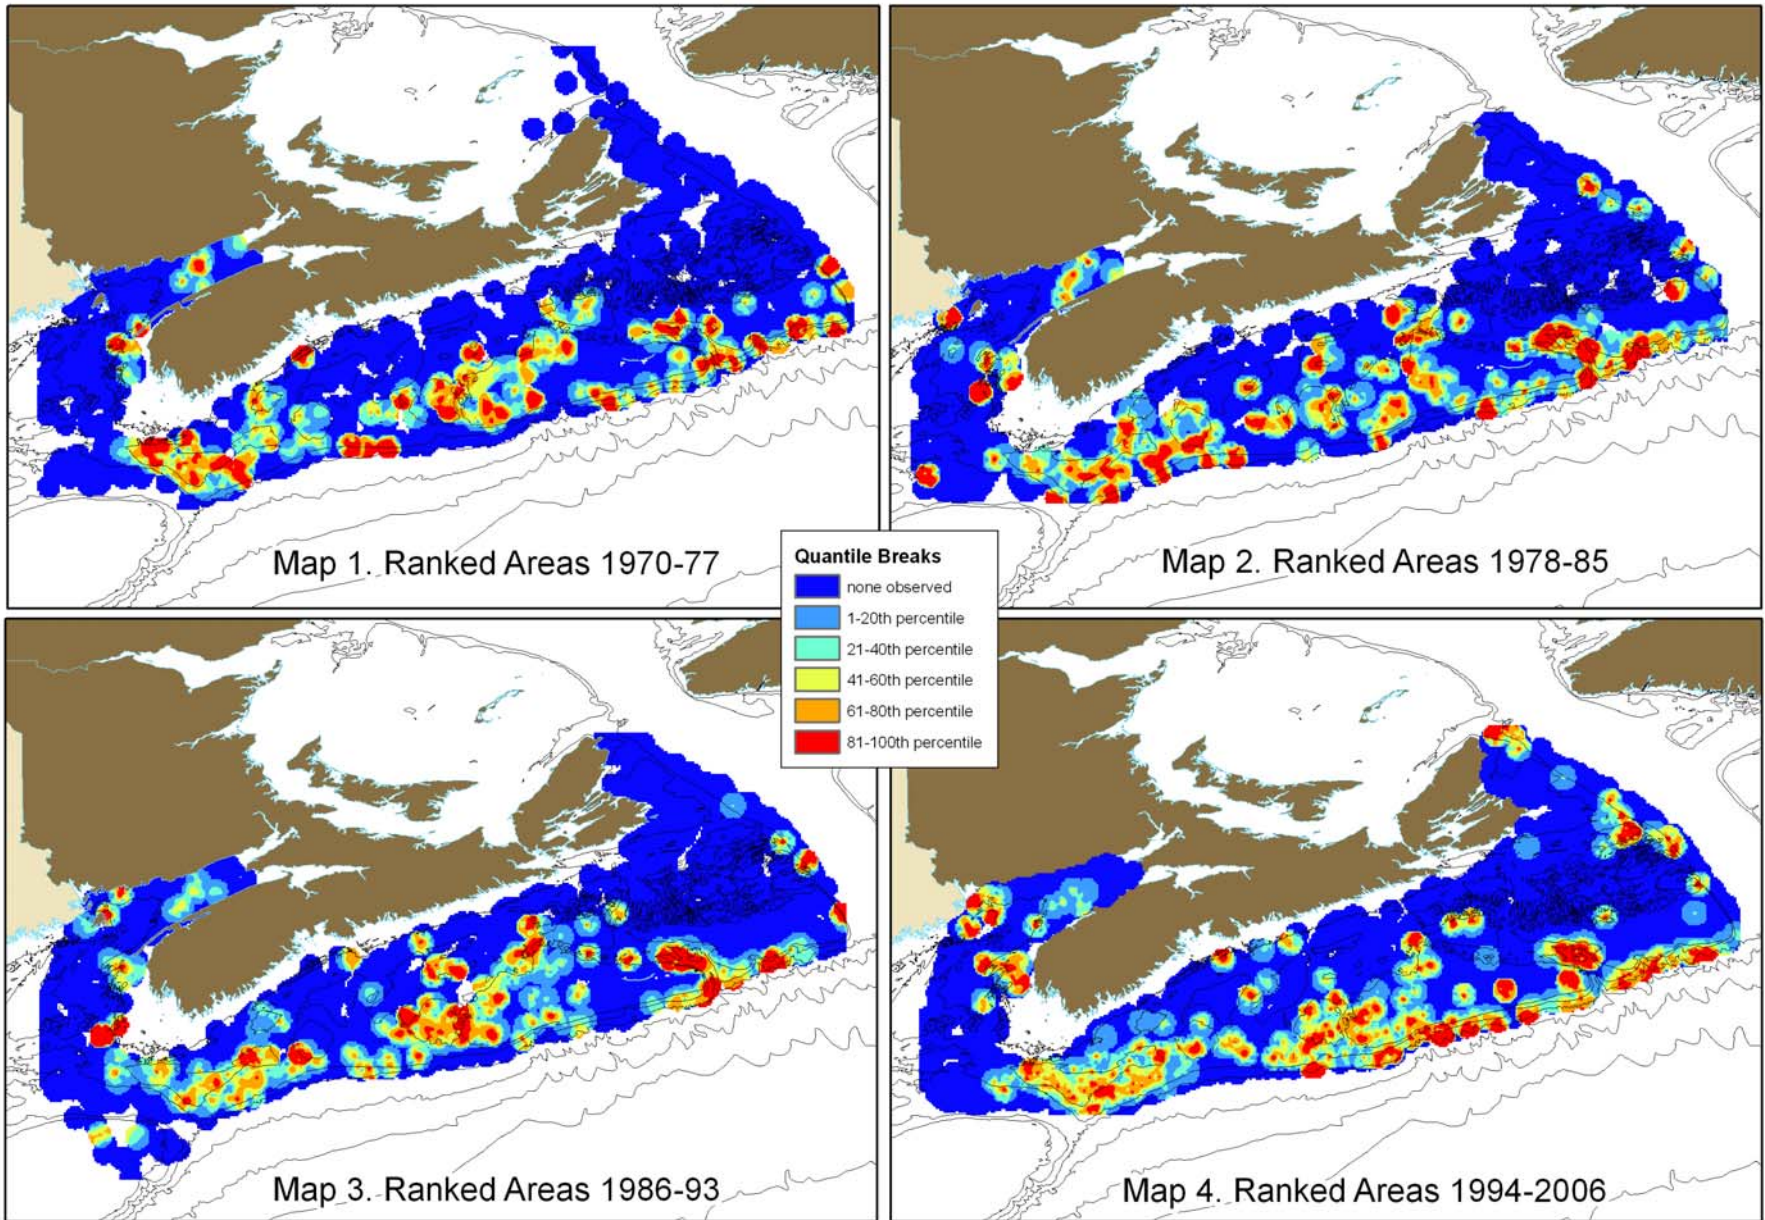 Map 1. Ranked Areas 1970-77
Map 2. Ranked Areas 1978-85
Quantile Breaks
none observed
1-20th percentile
21-40th percentile
41-60th percentile
61-80th percentile
81-100th percentile
Map 3. Ranked Areas 1986-93
Map 4. Ranked Areas 1994-2006